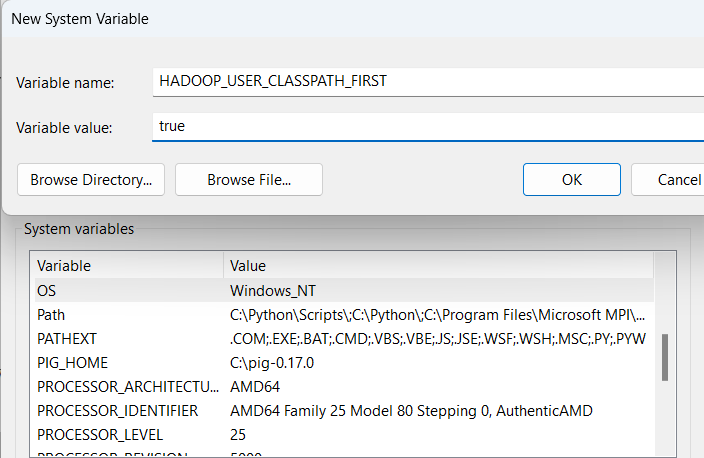 New System Variable
Variable name: HADOOP_USER_CLASSPATH_FIRST
Variable value: true
Browse Directory... Browse File... OK Cancel
System variables
Variable Value
OS Windows_NT
Path C:\Python\Scripts\;C:\Python\;C:\Program Files\Microsoft MPI\...
PATHEXT .COM;.EXE;.BAT;.CMD;.VBS;.VBE;.JS;.JSE;.WSF;.WSH;.MSC;.PY;.PYW
PIG_HOME C:\pig-0.17.0
PROCESSOR_ARCHITECTU... AMD64
PROCESSOR_IDENTIFIER AMD64 Family 25 Model 80 Stepping 0, AuthenticAMD
PROCESSOR_LEVEL 25
PROCESSOR_REVISION 5000